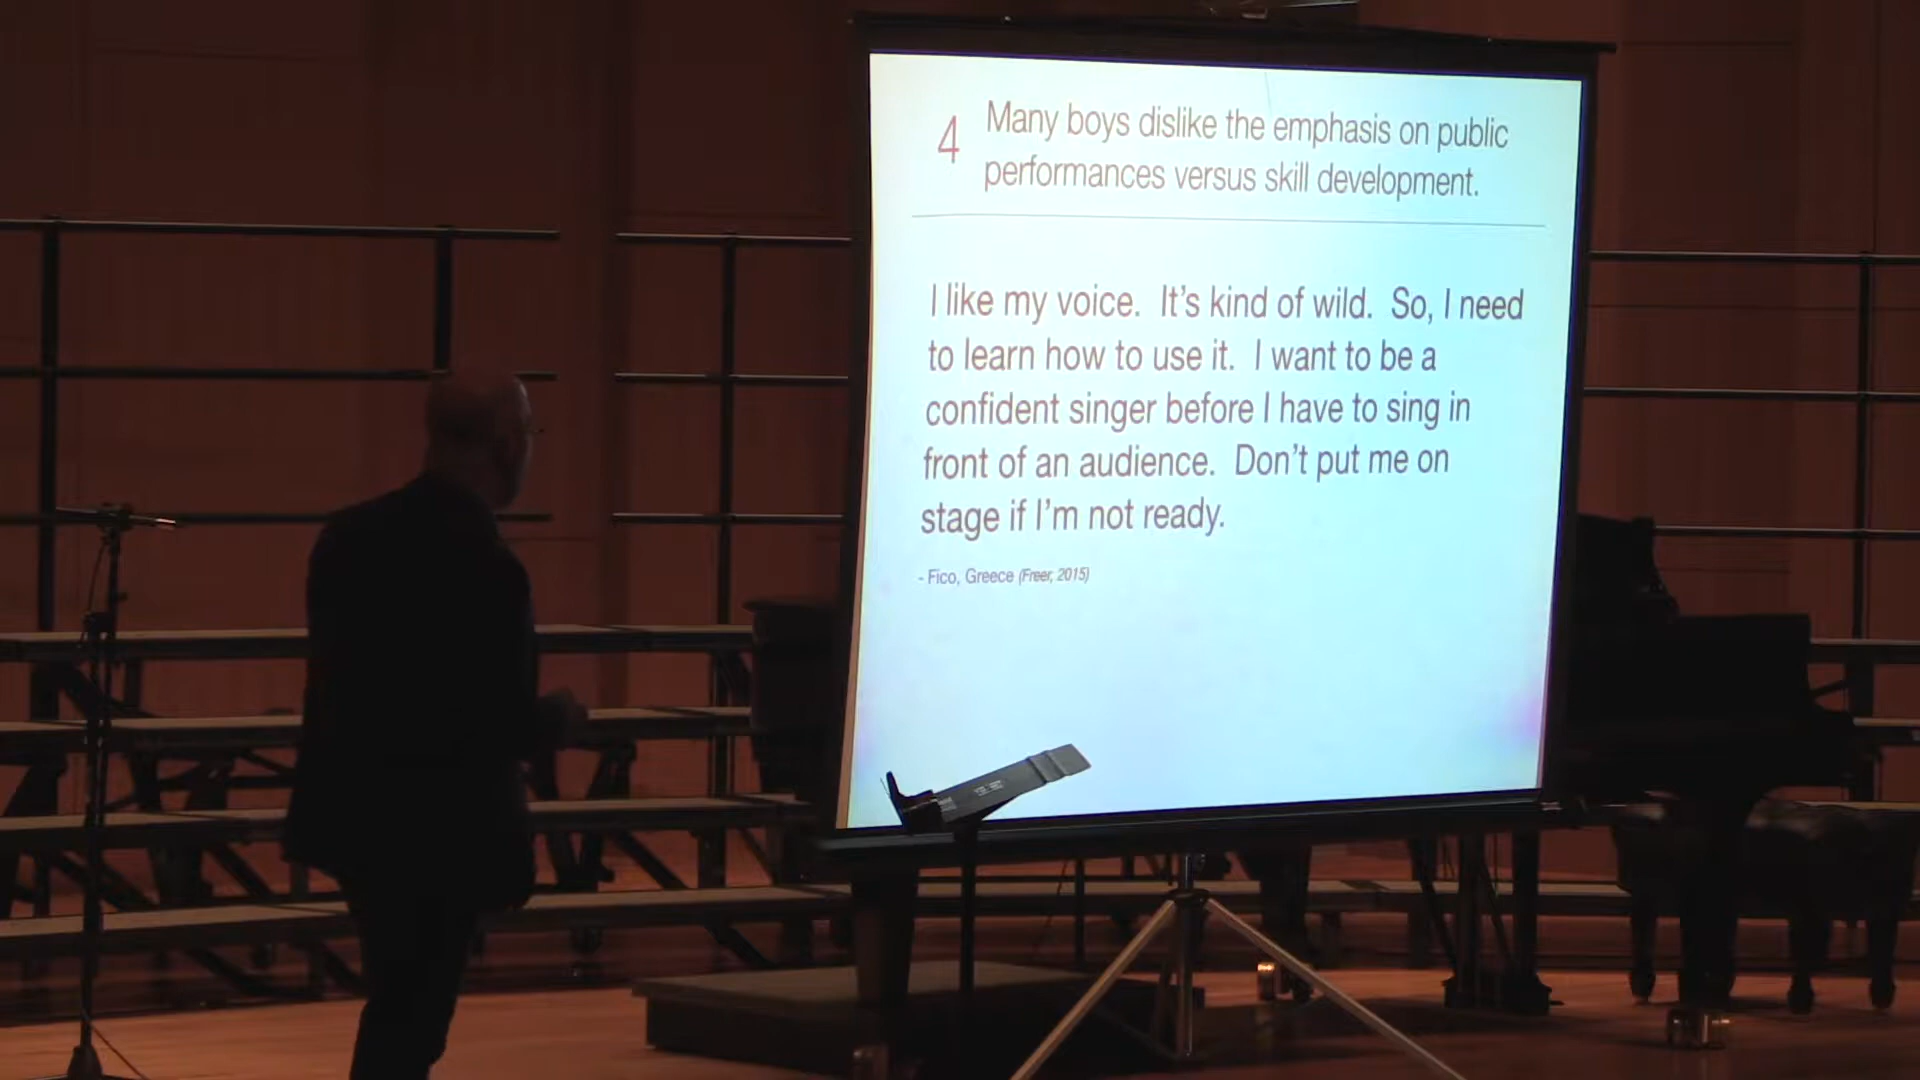 4 Many boys dislike the emphasis on public
performances versus skill development.
I like my voice. It's kind of wild. So, I need
to learn how to use it. I want to be a
confident singer before I have to sing in
front of an audience. Don't put me on
stage if I'm not ready.
- Fico, Greece (Freer, 2015)